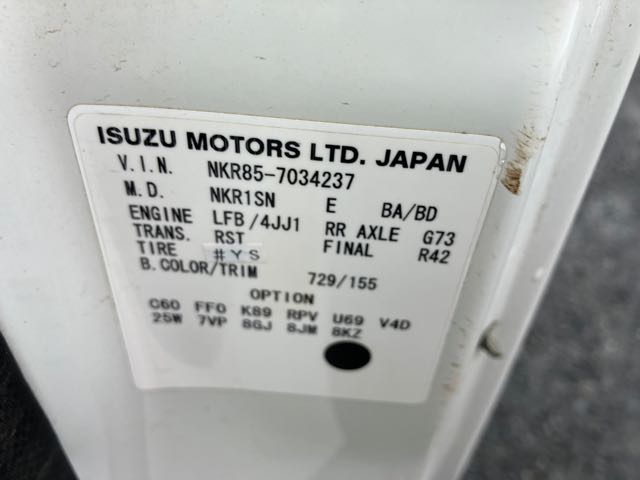 ISUZU MOTORS LTD. JAPAN
V.I.N. NKR85-7034237
M.D. NKR1SN E BA/BD
ENGINE LFB/4JJ1 RR AXLE G73
TRANS. RST FINAL R42
TIRE #YS
B.COLOR/TRIM 729/155
OPTION
C60 FF0 K89 RPV U69 V4D
25W 7VP 8GJ 8JM 8KZ